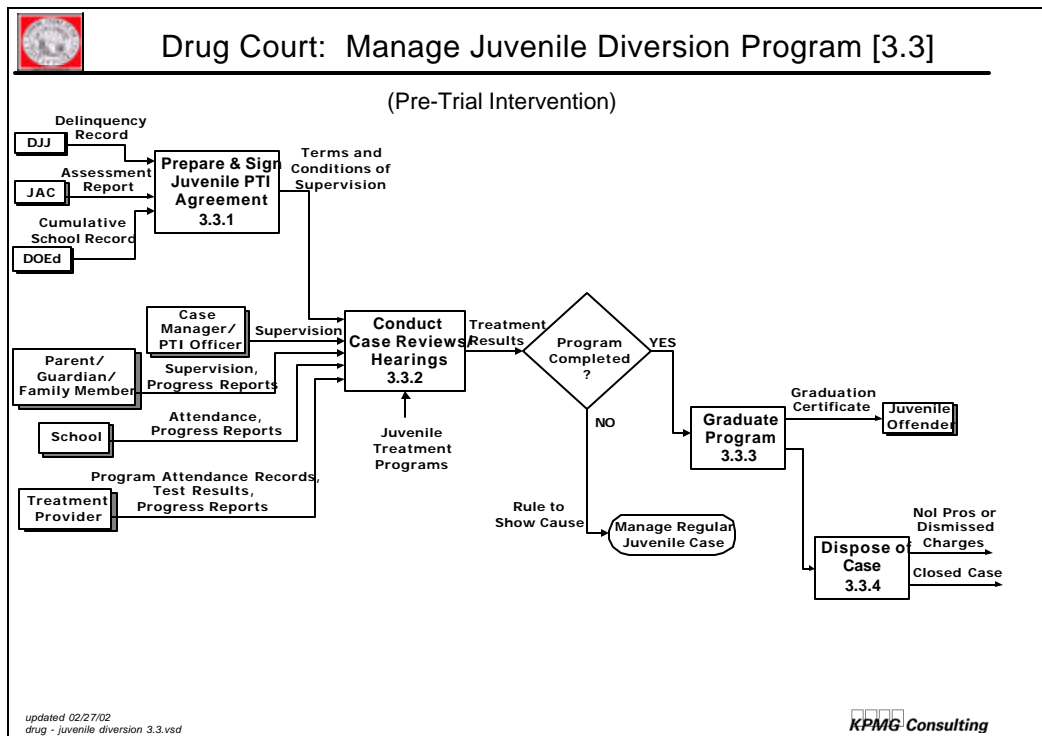 Drug Court: Manage Juvenile Diversion Program [3.3]
(Pre-Trial Intervention)
Delinquency
Record
DJJ
Assessment
Report
JAC
Cumulative
School Record
DOEd
Prepare & Sign
Juvenile PTI
Agreement
3.3.1
Terms and
Conditions of
Supervision
Case
Manager/
PTI Officer
Supervision
Parent/
Guardian/
Family Member
Supervision,
Progress Reports
School
Attendance,
Progress Reports
Treatment
Provider
Program Attendance Records,
Test Results,
Progress Reports
Conduct
Case Reviews/
Hearings
3.3.2
Juvenile
Treatment
Programs
Treatment
Results
Program
Completed
?
YES
NO
Rule to
Show Cause
Manage Regular
Juvenile Case
Graduate
Program
3.3.3
Graduation
Certificate
Juvenile
Offender
Dispose of
Case
3.3.4
Nol Pros or
Dismissed
Charges
Closed Case
updated 02/27/02
drug - juvenile diversion 3.3.vsd
KPMG Consulting